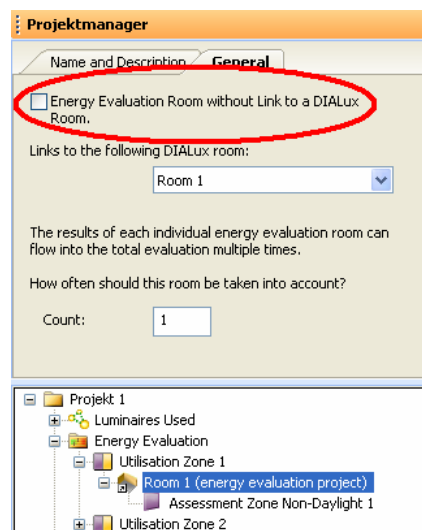 Projektmanager
Name and Description
General
Energy Evaluation Room without Link to a DIALux
Room.
Links to the following DIALux room:
Room 1
The results of each individual energy evaluation room can
flow into the total evaluation multiple times.
How often should this room be taken into account?
Count:
1
Projekt 1
Luminaires Used
Energy Evaluation
Utilisation Zone 1
Room 1 (energy evaluation project)
Assessment Zone Non-Daylight 1
Utilisation Zone 2